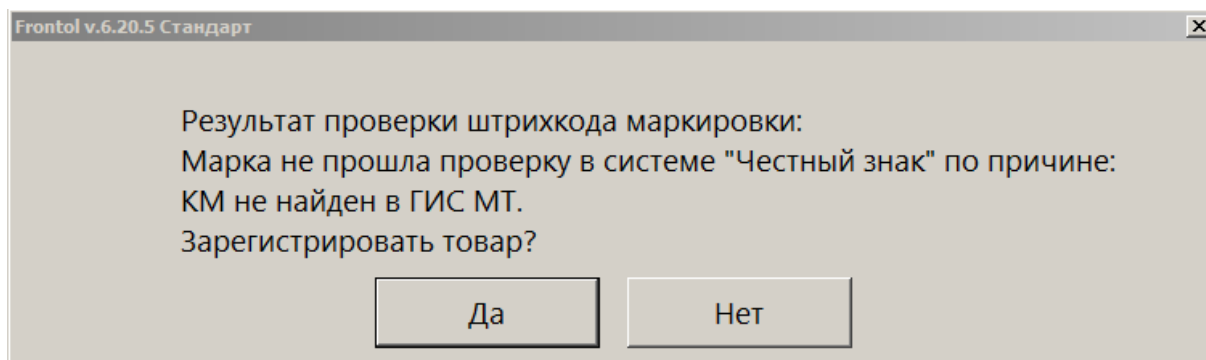 Frontol v.6.20.5 Стандарт
Результат проверки штрихкода маркировки:
Марка не прошла проверку в системе "Честный знак" по причине:
КМ не найден в ГИС МТ.
Зарегистрировать товар?
Да
Нет